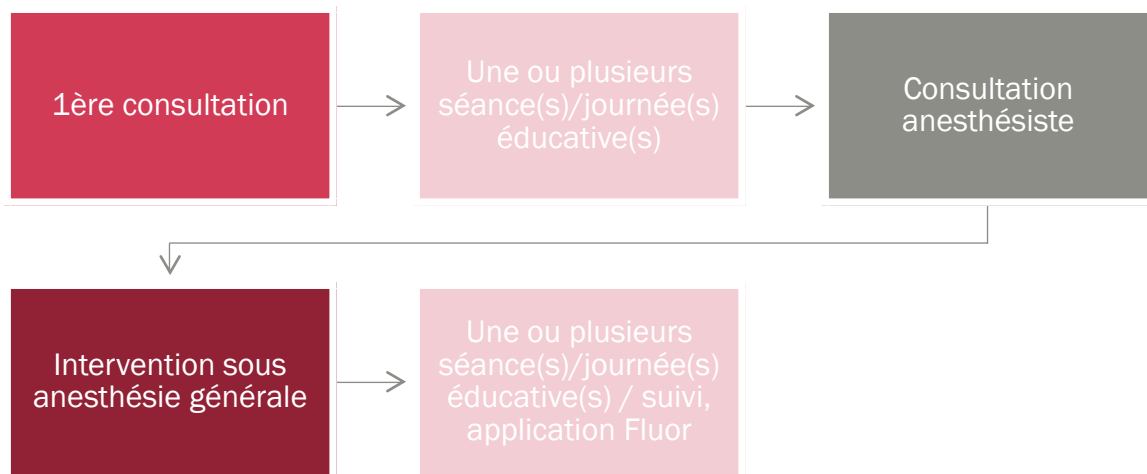 1ère consultation
Une ou plusieurs
séance(s)/journée(s)
éducative(s)
Consultation
anesthésiste
Intervention sous
anesthésie générale
Une ou plusieurs
séance(s)/journée(s)
éducative(s) / suivi,
application Fluor